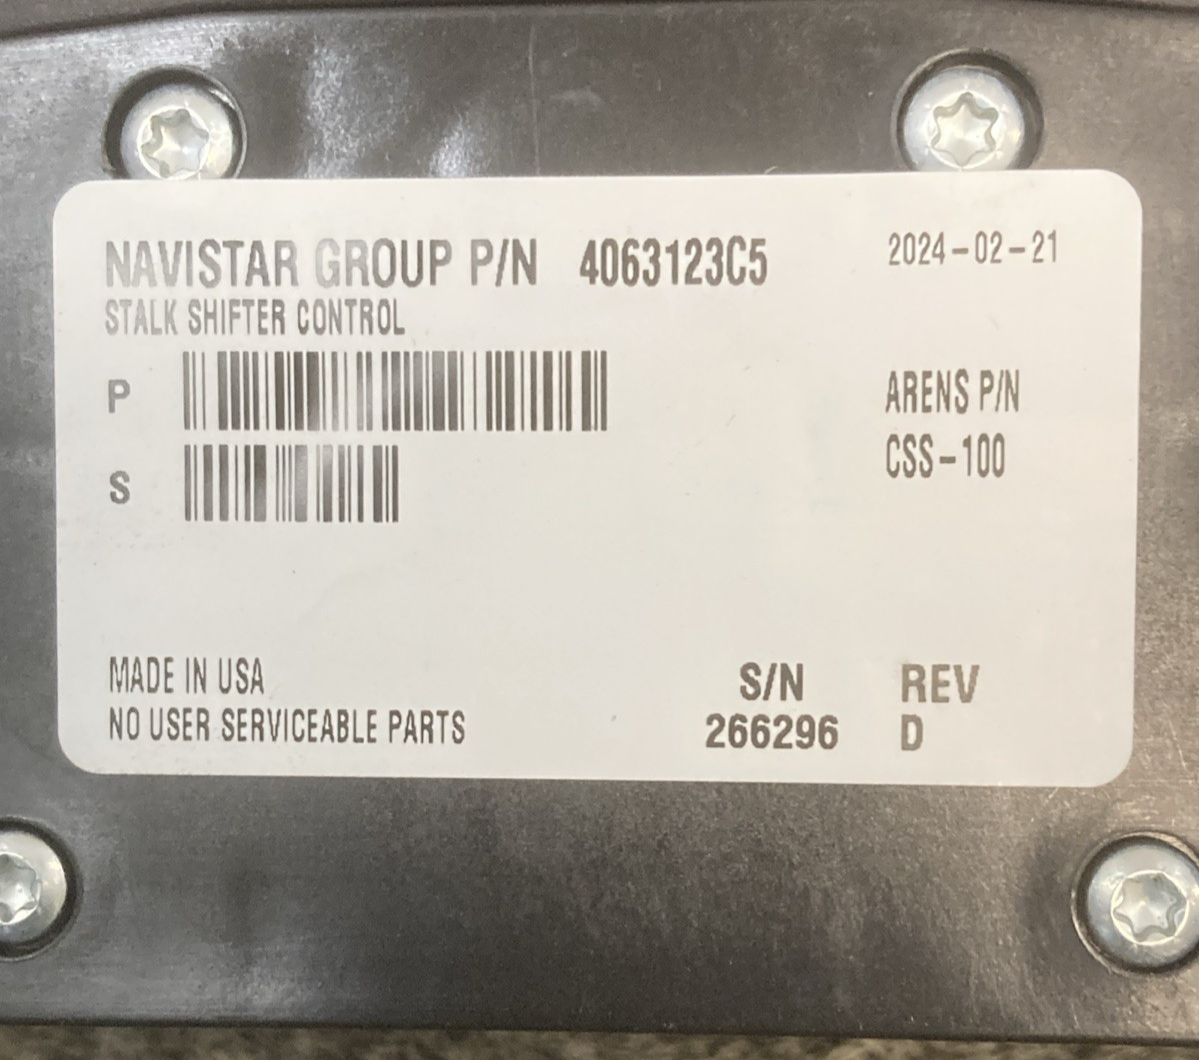 NAVISTAR GROUP P/N 4063123C5 2024-02-21
STALK SHIFTER CONTROL
P
ARENS P/N
CSS-100
S
MADE IN USA
NO USER SERVICEABLE PARTS
S/N REV
266296 D